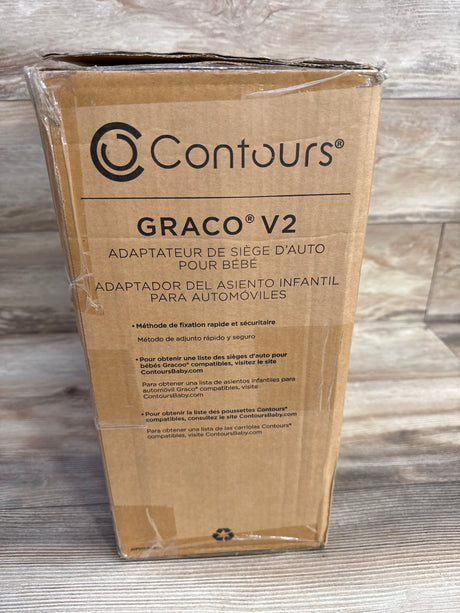 Contours®
GRACO® V2
ADAPTATEUR DE SIÈGE D'AUTO
POUR BÉBÉ
ADAPTADOR DEL ASIENTO INFANTIL
PARA AUTOMÓVILES
• Méthode de fixation rapide et sécuritaire
Método de adjunto rápido y seguro
• Pour obtenir une liste des sièges d'auto pour
bébés Graco® compatibles, visitez le site
ContoursBaby.com
Para obtener una lista de asientos infantiles para
automóvil Graco® compatibles, visite
ContoursBaby.com
• Pour obtenir la liste des poussettes Contours®
compatibles, consultez le site ContoursBaby.com
Para obtener una lista de las carriolas Contours®
compatibles, visite ContoursBaby.com